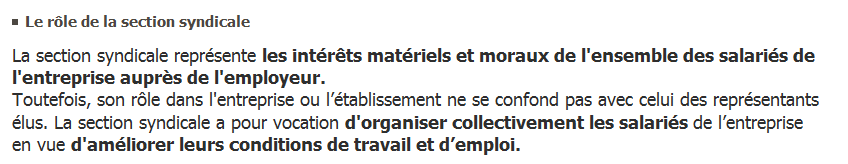 ▪ Le rôle de la section syndicale
La section syndicale représente les intérêts matériels et moraux de l'ensemble des salariés de
l'entreprise auprès de l'employeur.
Toutefois, son rôle dans l'entreprise ou l’établissement ne se confond pas avec celui des représentants
élus. La section syndicale a pour vocation d'organiser collectivement les salariés de l’entreprise
en vue d'améliorer leurs conditions de travail et d’emploi.